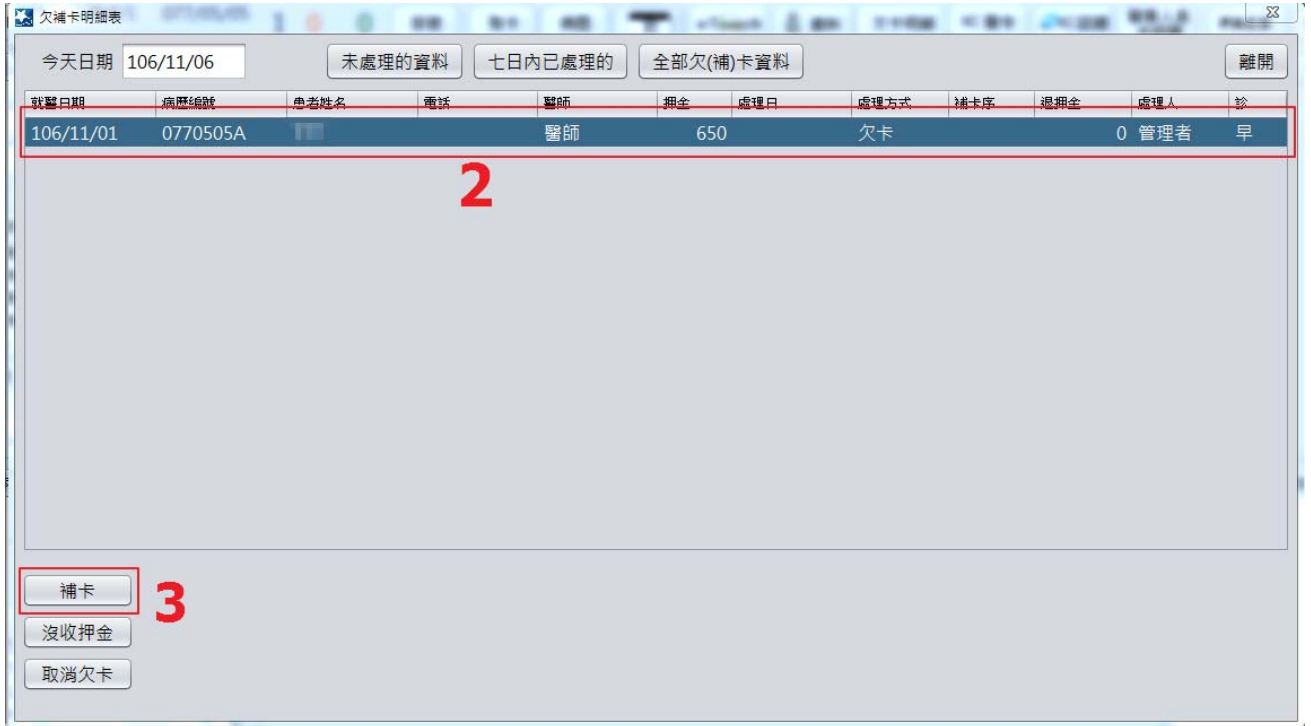 欠補卡明細表
今天日期 106/11/06 未處理的資料 七日內已處理的 全部欠(補)卡資料 離開
就醫日期 病歷編號 患者姓名 電話 醫師 押金 處理日 處理方式 補卡序 退押金 處理人 診
106/11/01 0770505A 醫師 650 欠卡 0 管理者 早
2
補卡
3
沒收押金
取消欠卡